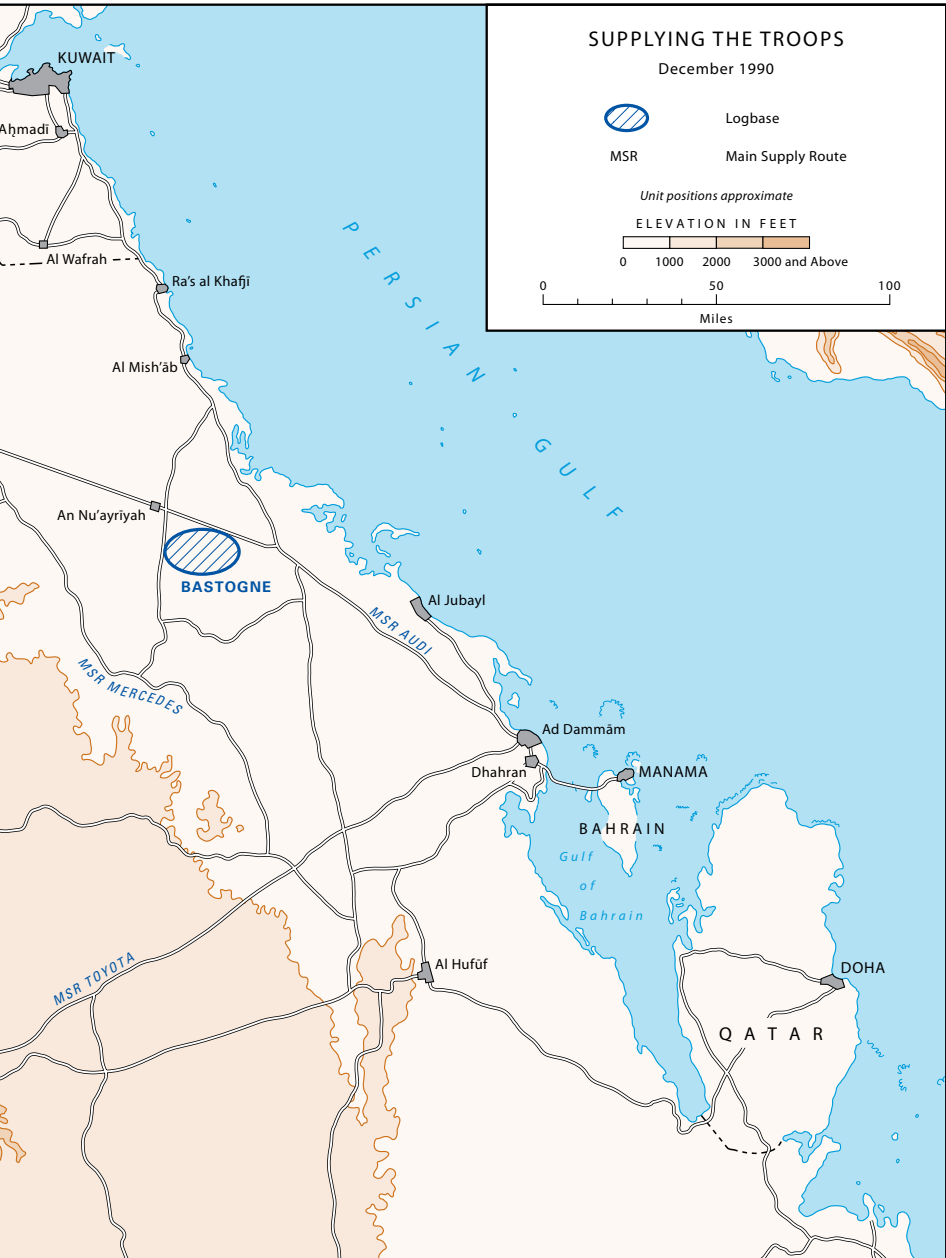 SUPPLYING THE TROOPS
December 1990
Logbase
MSR Main Supply Route
Unit positions approximate
ELEVATION IN FEET
0 1000 2000 3000 and Above
0 50 100
Miles
KUWAIT
Aḥmadī
Al Wafrah
Ra's al Khafjī
Al Mish'āb
PERSIAN GULF
An Nu'ayrīyah
BASTOGNE
Al Jubayl
MSR AUDI
MSR MERCEDES
Ad Dammām
Dhahran
MANAMA
BAHRAIN
Gulf
of
Bahrain
MSR TOYOTA
Al Hufūf
DOHA
QATAR